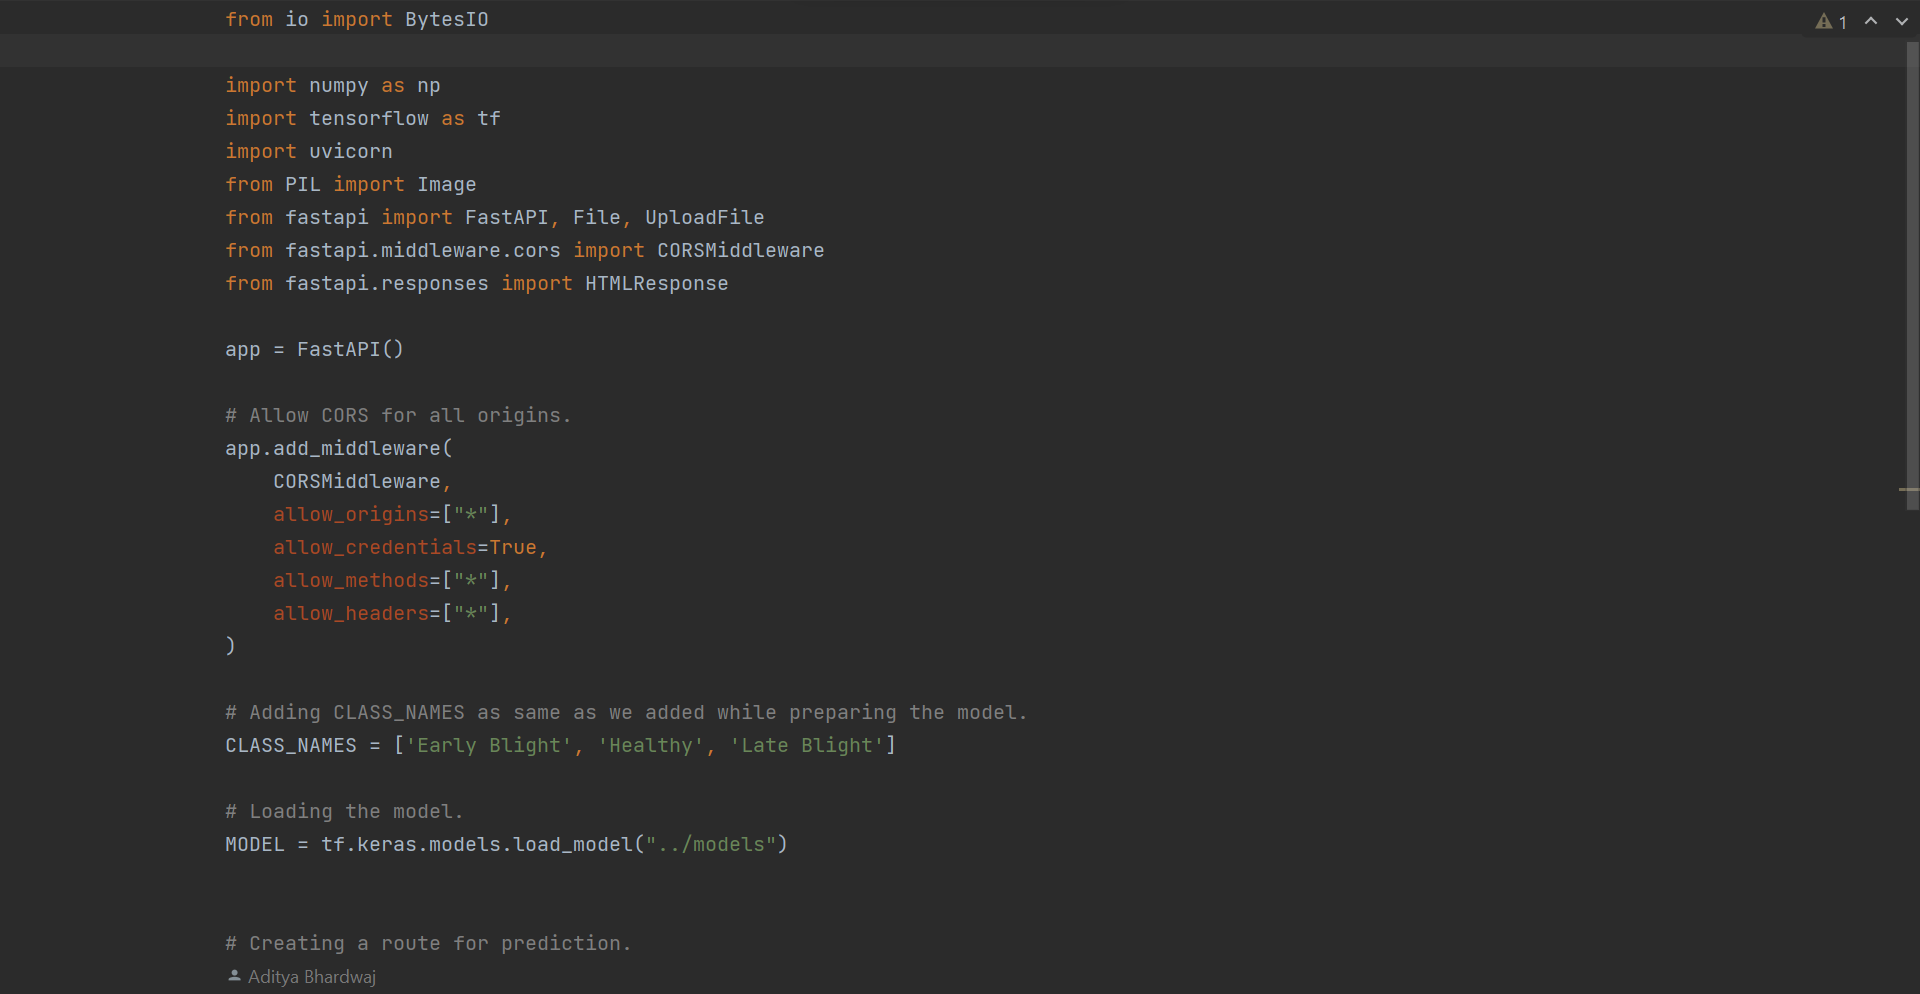 from io import BytesIO
1
import numpy as np
import tensorflow as tf
import uvicorn
from PIL import Image
from fastapi import FastAPI, File, UploadFile
from fastapi.middleware.cors import CORSMiddleware
from fastapi.responses import HTMLResponse
app = FastAPI()
# Allow CORS for all origins.
app.add_middleware(
    CORSMiddleware,
    allow_origins=["*"],
    allow_credentials=True,
    allow_methods=["*"],
    allow_headers=["*"],
)
# Adding CLASS_NAMES as same as we added while preparing the model.
CLASS_NAMES = ['Early Blight', 'Healthy', 'Late Blight']
# Loading the model.
MODEL = tf.keras.models.load_model("../models")
# Creating a route for prediction.
Aditya Bhardwaj